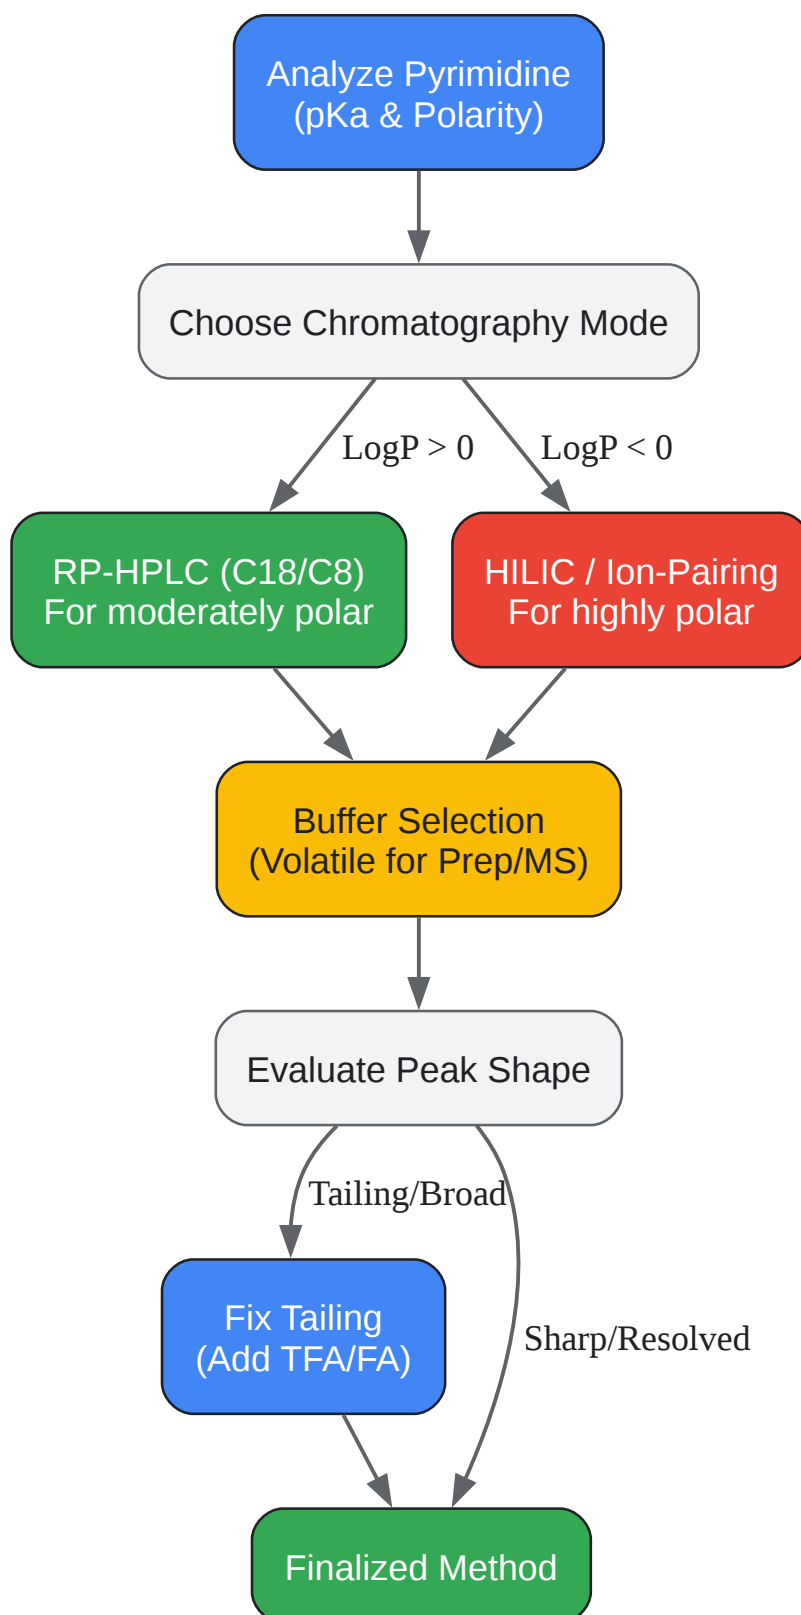 Analyze Pyrimidine
(pKa & Polarity)
Choose Chromatography Mode
LogP > 0
LogP < 0
RP-HPLC (C18/C8)
For moderately polar
HILIC / Ion-Pairing
For highly polar
Buffer Selection
(Volatile for Prep/MS)
Evaluate Peak Shape
Tailing/Broad
Fix Tailing
(Add TFA/FA)
Sharp/Resolved
Finalized Method